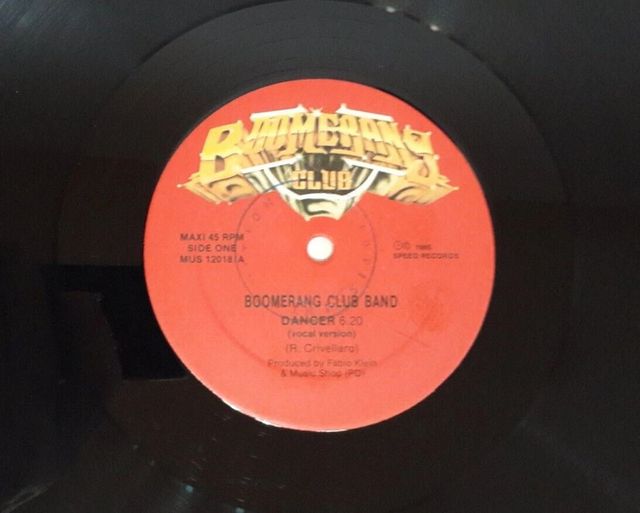 BOOMERANG
CLUB
MAXI 45 RPM
SIDE ONE
MUS 12018/A
℗© 1985
SPEED RECORDS
BOOMERANG CLUB BAND
DANCER 6.20
(vocal version)
(R. Crivellaro)
Produced by Fabio Klein
& Music Shop (PD)